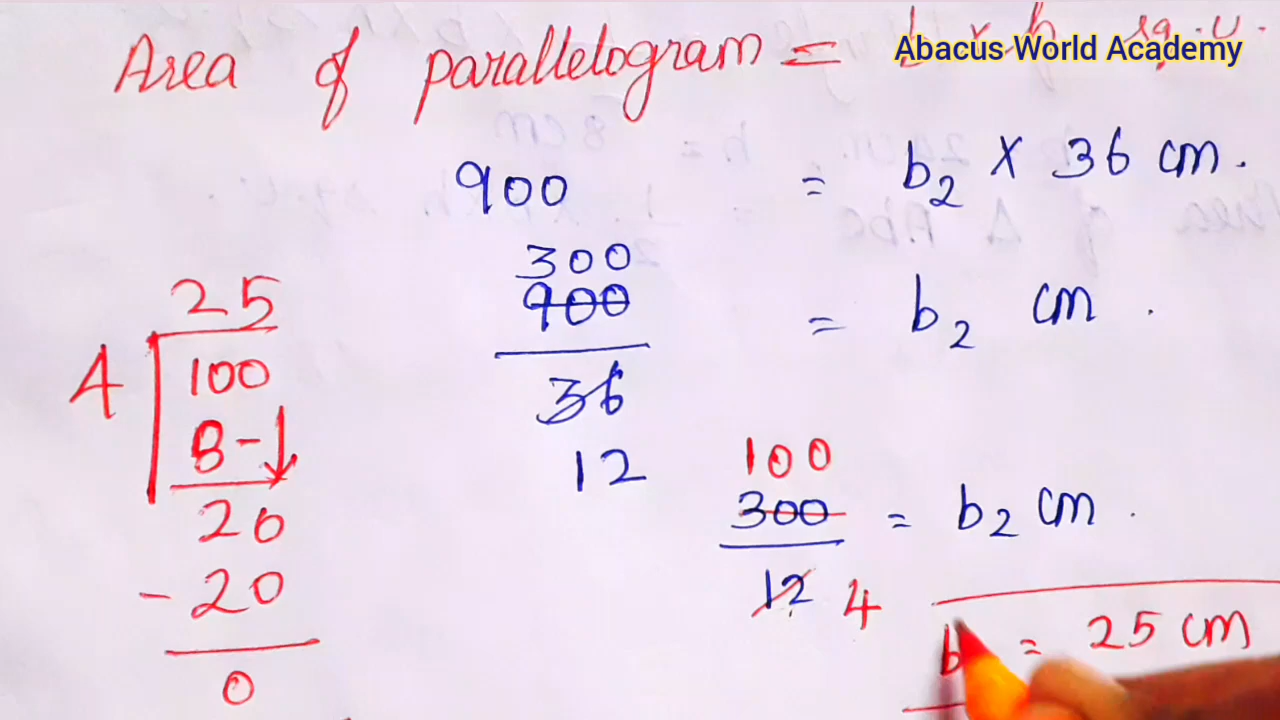 Area of parallelogram = b x h sq.u.
Abacus World Academy
900 = b2 X 36 cm.
300
900 = b2 cm .
36
12
25
4 100
8-
20
- 20
0
100
300 = b2 cm .
12 4
b = 25 cm